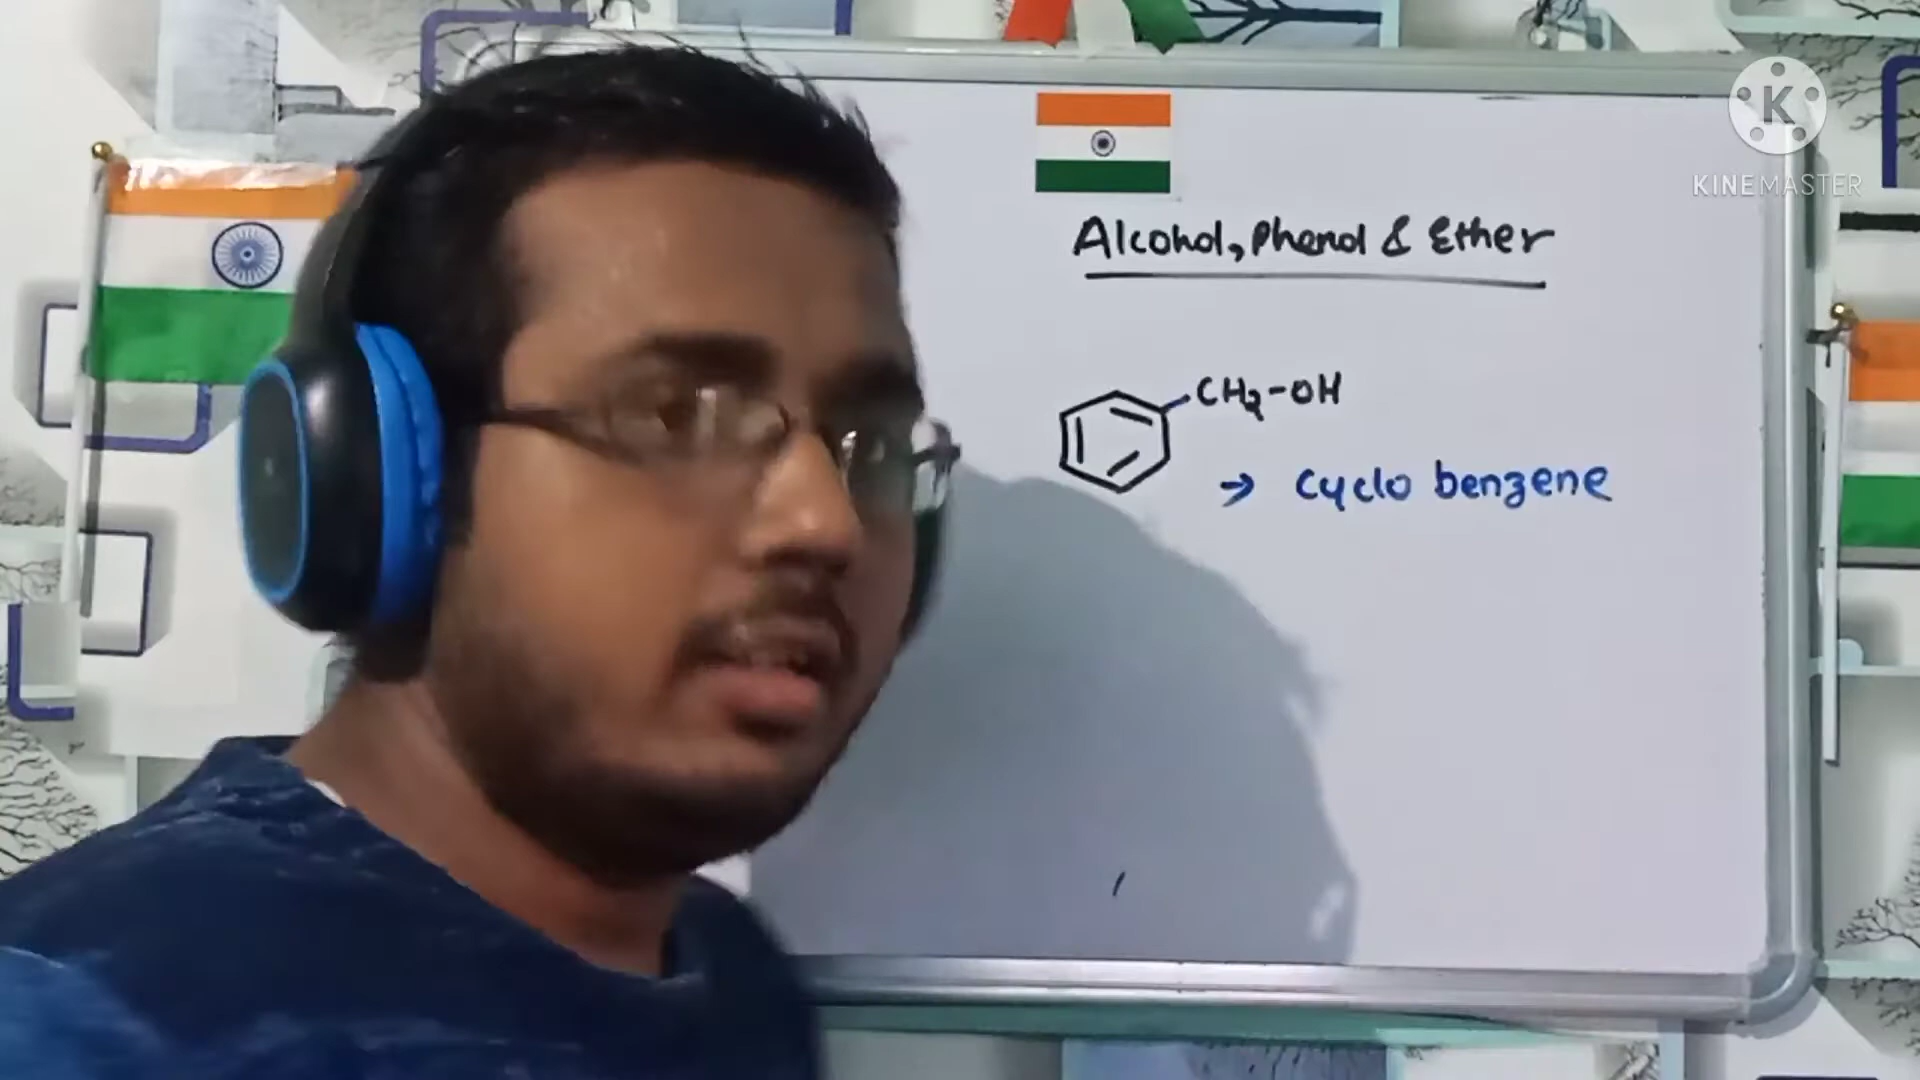 KINEMASTER
Alcohol, Phenol & Ether
CH2-OH
→ Cyclo benzene